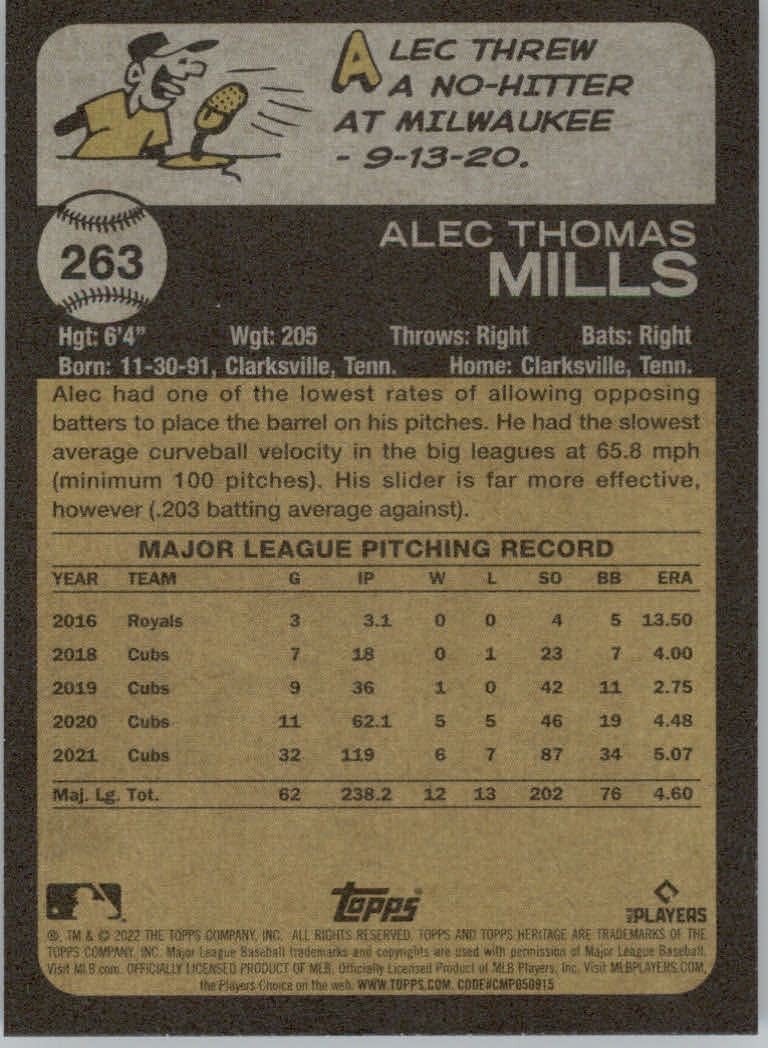 ALEC THREW
A NO-HITTER
AT MILWAUKEE
- 9-13-20.
263
ALEC THOMAS
MILLS
Hgt: 6'4" Wgt: 205 Throws: Right Bats: Right
Born: 11-30-91, Clarksville, Tenn. Home: Clarksville, Tenn.
Alec had one of the lowest rates of allowing opposing
batters to place the barrel on his pitches. He had the slowest
average curveball velocity in the big leagues at 65.8 mph
(minimum 100 pitches). His slider is far more effective,
however (.203 batting average against).
MAJOR LEAGUE PITCHING RECORD
YEAR TEAM G IP W L SO BB ERA
2016 Royals 3 3.1 0 0 4 5 13.50
2018 Cubs 7 18 0 1 23 7 4.00
2019 Cubs 9 36 1 0 42 11 2.75
2020 Cubs 11 62.1 5 5 46 19 4.48
2021 Cubs 32 119 6 7 87 34 5.07
Maj. Lg. Tot. 62 238.2 12 13 202 76 4.60
topps
PLAYERS
®, TM & © 2022 THE TOPPS COMPANY, INC. ALL RIGHTS RESERVED. TOPPS AND TOPPS HERITAGE ARE TRADEMARKS OF THE
TOPPS COMPANY, INC. Major League Baseball trademarks and copyrights are used with permission of Major League Baseball.
Visit MLB.com. OFFICIALLY LICENSED PRODUCT OF MLB. Officially Licensed Product of MLB Players, Inc. Visit MLBPLAYERS.COM,
the Players Choice on the web. WWW.TOPPS.COM. CODE#CMP050915